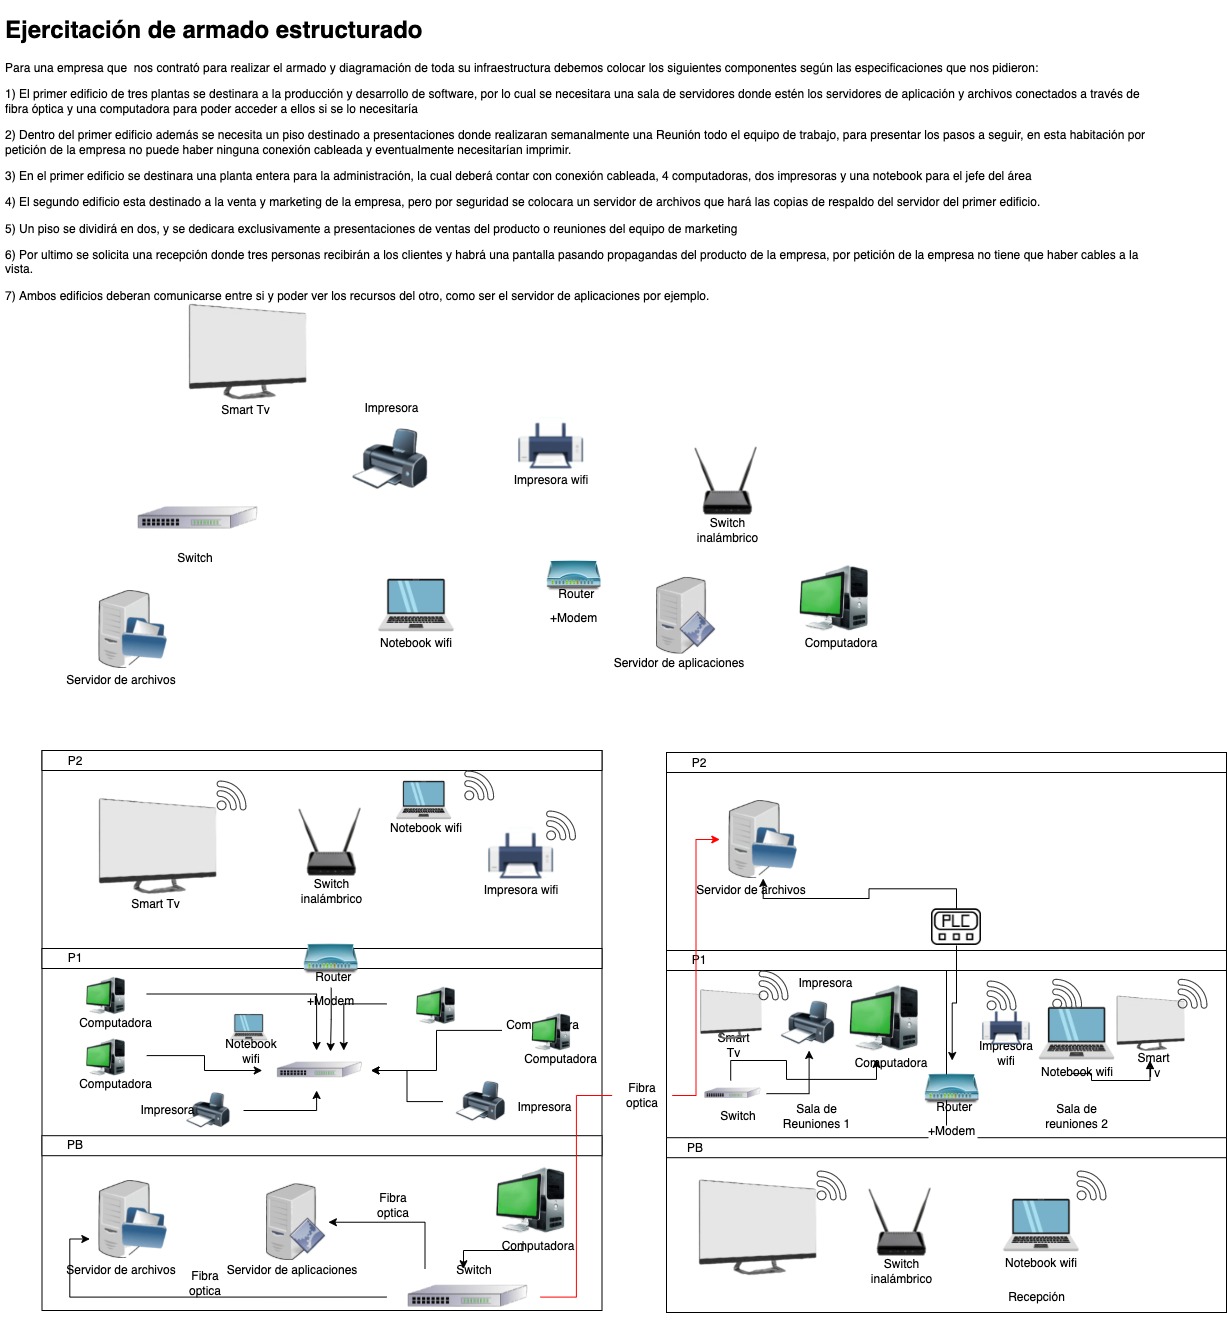 Ejercitación de armado estructurado
Para una empresa que  nos contrató para realizar el armado y diagramación de toda su infraestructura debemos colocar los siguientes componentes según las especificaciones que nos pidieron:
1) El primer edificio de tres plantas se destinara a la producción y desarrollo de software, por lo cual se necesitara una sala de servidores donde estén los servidores de aplicación y archivos conectados a través de
fibra óptica y una computadora para poder acceder a ellos si se lo necesitaría
2) Dentro del primer edificio además se necesita un piso destinado a presentaciones donde realizaran semanalmente una Reunión todo el equipo de trabajo, para presentar los pasos a seguir, en esta habitación por
petición de la empresa no puede haber ninguna conexión cableada y eventualmente necesitarían imprimir.
3) En el primer edificio se destinara una planta entera para la administración, la cual deberá contar con conexión cableada, 4 computadoras, dos impresoras y una notebook para el jefe del área
4) El segundo edificio esta destinado a la venta y marketing de la empresa, pero por seguridad se colocara un servidor de archivos que hará las copias de respaldo del servidor del primer edificio.
5) Un piso se dividirá en dos, y se dedicara exclusivamente a presentaciones de ventas del producto o reuniones del equipo de marketing
6) Por ultimo se solicita una recepción donde tres personas recibirán a los clientes y habrá una pantalla pasando propagandas del producto de la empresa, por petición de la empresa no tiene que haber cables a la
vista.
7) Ambos edificios deberan comunicarse entre si y poder ver los recursos del otro, como ser el servidor de aplicaciones por ejemplo.
Smart Tv
Impresora
Impresora wifi
Switch
inalámbrico
Switch
Router
+Modem
Notebook wifi
Computadora
Servidor de aplicaciones
Servidor de archivos
P2
Notebook wifi
Switch
inalámbrico
Impresora wifi
Smart Tv
P1
Router
+Modem
Computadora
Computadora
Notebook
wifi
Computadora
Computadora
Impresora
Impresora
PB
Fibra
optica
Computadora
Servidor de archivos
Servidor de aplicaciones
Switch
Fibra
optica
Fibra
optica
P2
Servidor de archivos
PLC
P1
Impresora
Smart
Tv
Computadora
Impresora
wifi
Notebook wifi
Smart
Tv
Switch
Sala de
Reuniones 1
Router
+Modem
Sala de
reuniones 2
PB
Switch
inalámbrico
Notebook wifi
Recepción